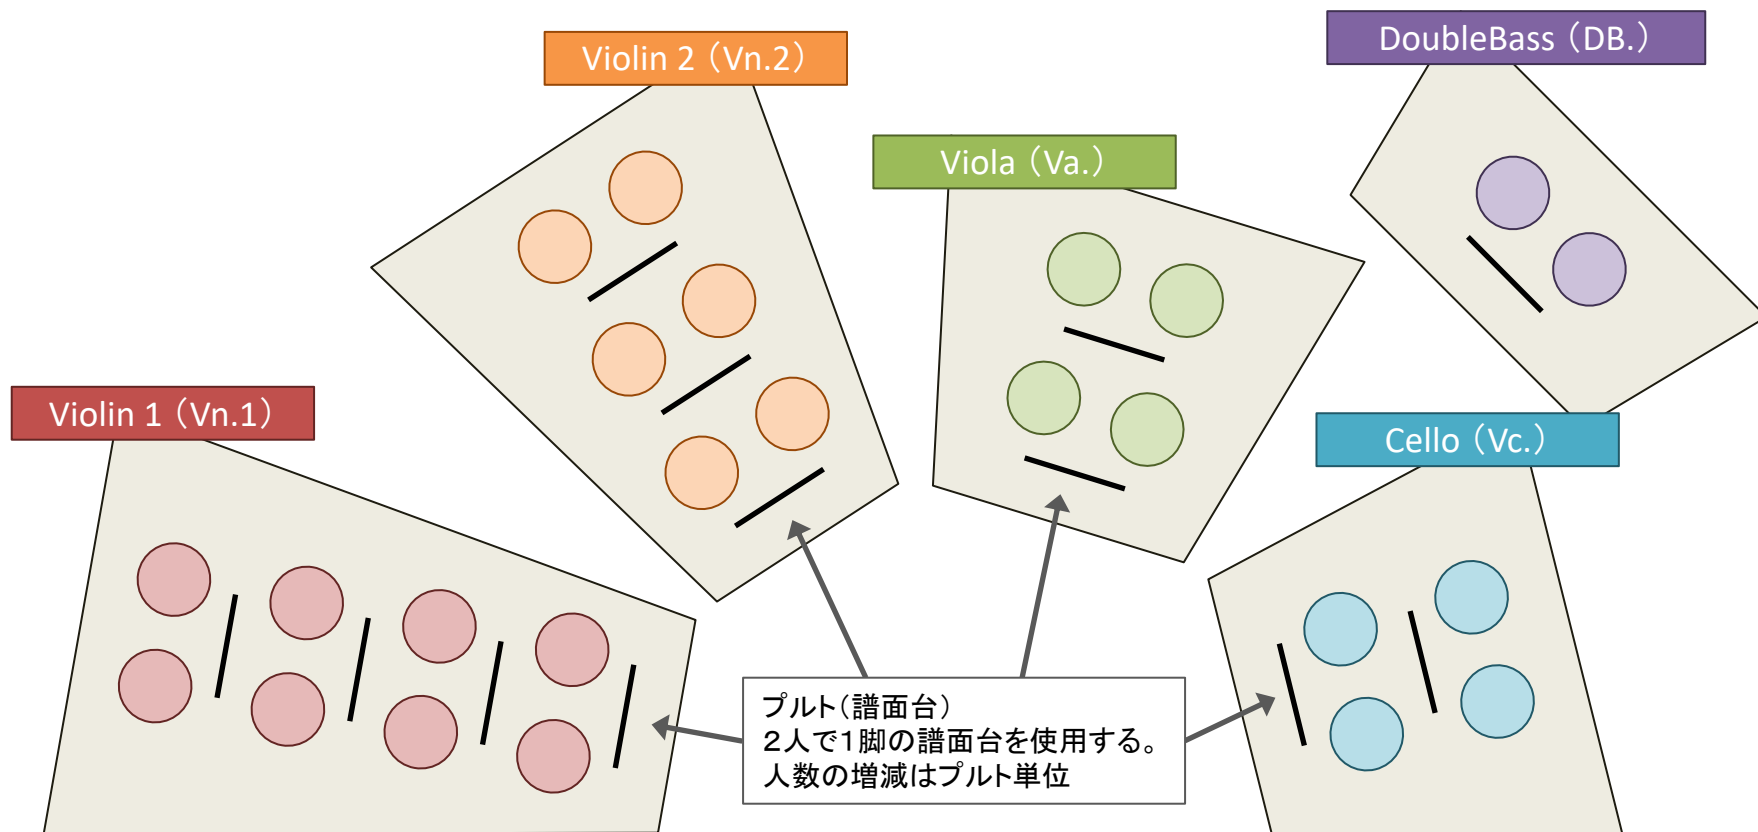 DoubleBass（DB.）
Violin 2（Vn.2）
Viola（Va.）
Violin 1（Vn.1）
Cello（Vc.）
プルト（譜面台）
２人で１脚の譜面台を使用する。
人数の増減はプルト単位